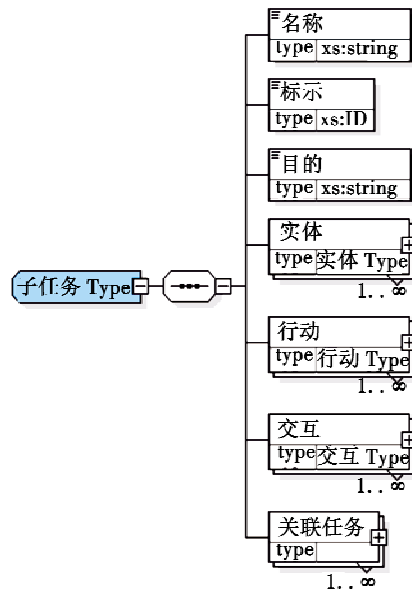 名称
type xs:string
标示
type xs:ID
目的
type xs:string
实体
type 实体 Type
1..∞
子任务 Type
行动
type 行动 Type
1..∞
交互
type 交互 Type
1..∞
关联任务
type
1..∞